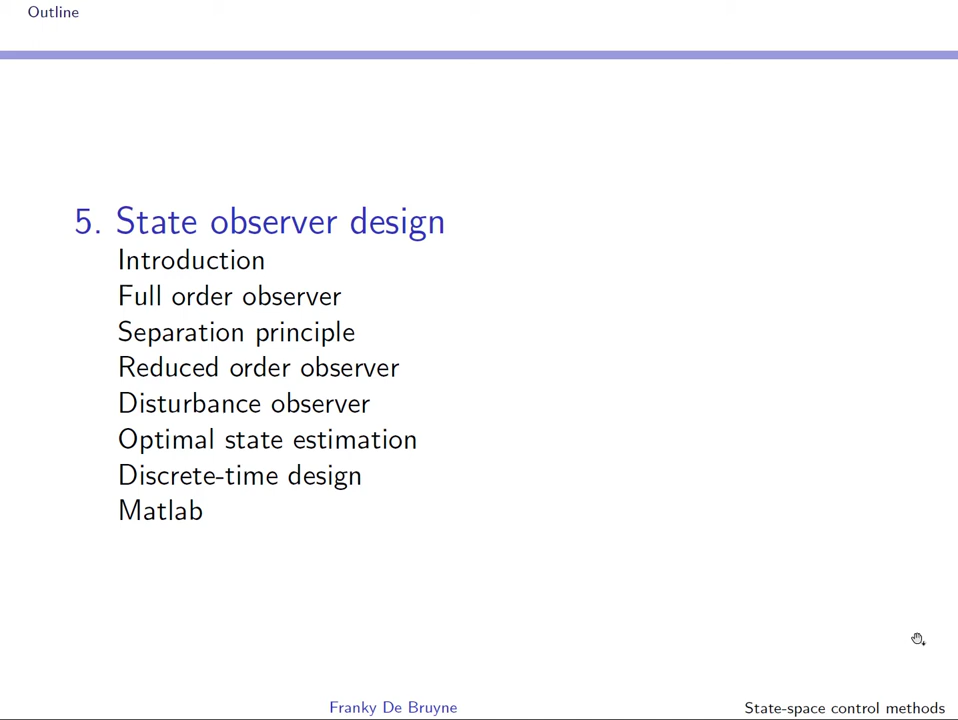 Outline
5. State observer design
Introduction
Full order observer
Separation principle
Reduced order observer
Disturbance observer
Optimal state estimation
Discrete-time design
Matlab
Franky De Bruyne
State-space control methods